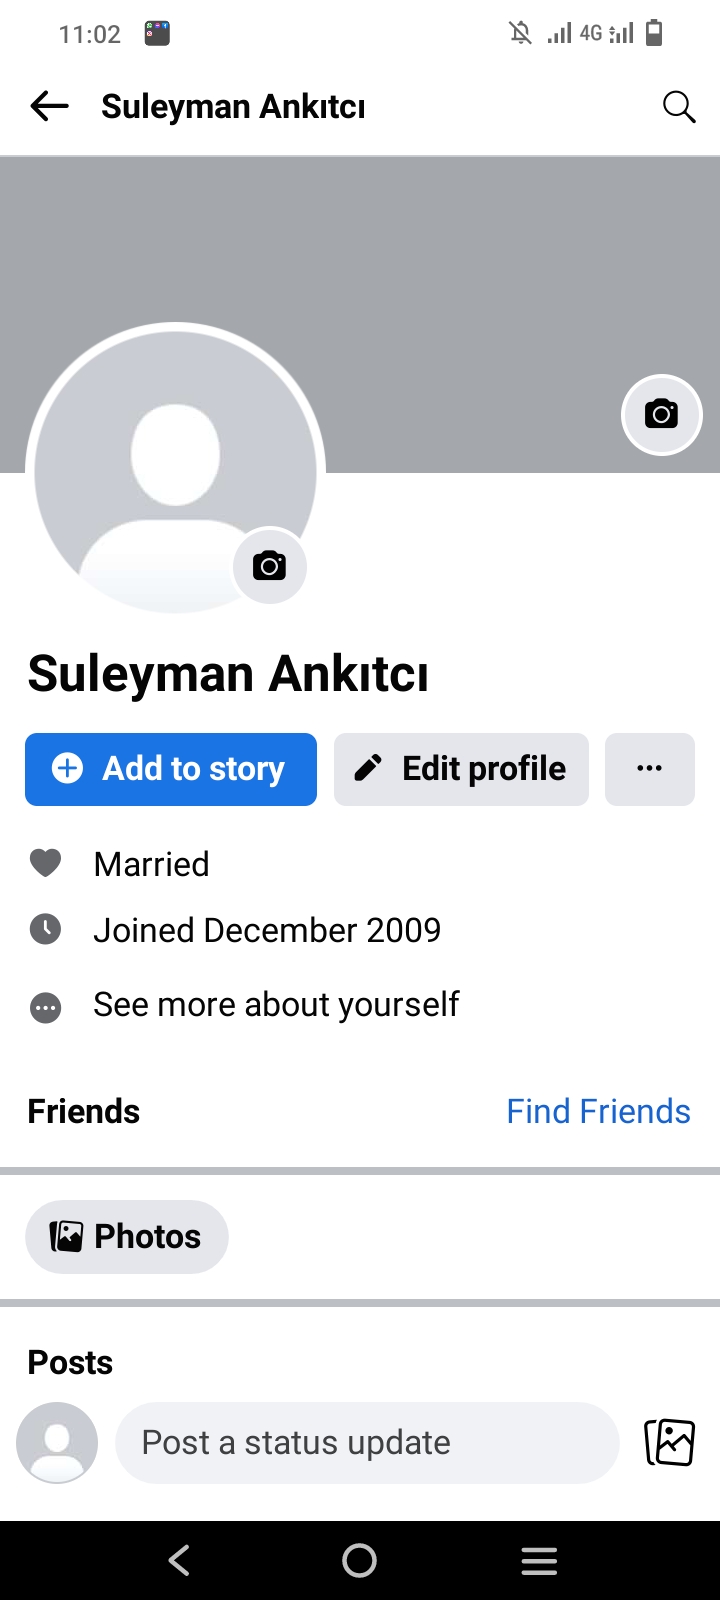 11:02 4G
Suleyman Ankıtcı
Suleyman Ankıtcı
Add to story Edit profile
Married
Joined December 2009
See more about yourself
Friends Find Friends
Photos
Posts
Post a status update